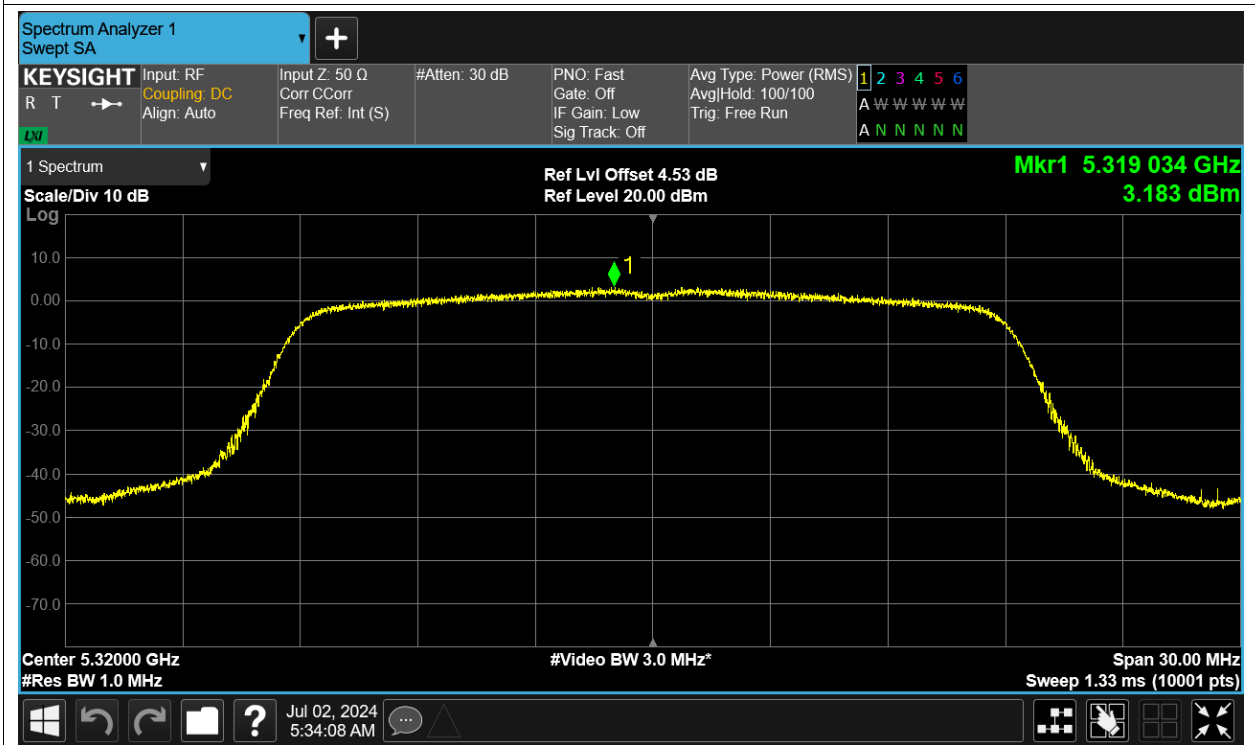 Spectrum Analyzer 1
Swept SA
KEYSIGHT
R T
LXI
Input: RF
Coupling: DC
Align: Auto
Input Z: 50 Ω
Corr CCorr
Freq Ref: Int (S)
#Atten: 30 dB
PNO: Fast
Gate: Off
IF Gain: Low
Sig Track: Off
Avg Type: Power (RMS)
Avg|Hold: 100/100
Trig: Free Run
1 2 3 4 5 6
A W W W W W
A N N N N N
1 Spectrum
Scale/Div 10 dB
Log
Ref Lvl Offset 4.53 dB
Ref Level 20.00 dBm
Mkr1 5.319 034 GHz
3.183 dBm
1
10.0
0.00
-10.0
-20.0
-30.0
-40.0
-50.0
-60.0
-70.0
Center 5.32000 GHz
#Res BW 1.0 MHz
#Video BW 3.0 MHz*
Span 30.00 MHz
Sweep 1.33 ms (10001 pts)
?
Jul 02, 2024
5:34:08 AM